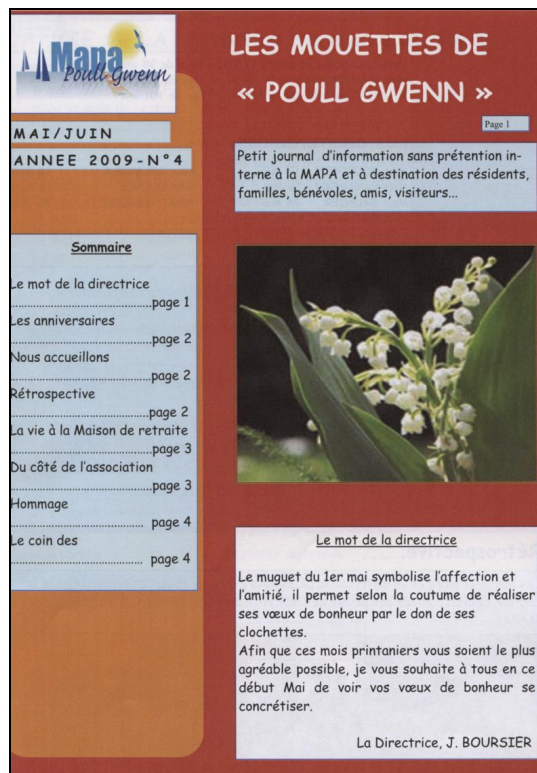 Mapa
Poull Gwenn
LES MOUETTES DE
« POULL GWENN »
Page 1
MAI/JUIN
ANNEE 2009-N°4
Petit journal d'information sans prétention in-
terne à la MAPA et à destination des résidents,
familles, bénévoles, amis, visiteurs...
Sommaire
Le mot de la directrice
............................................page 1
Les anniversaires
............................................page 2
Nous accueillons
............................................page 2
Rétrospective
............................................page 2
La vie à la Maison de retraite
............................................page 3
Du côté de l'association
............................................page 3
Hommage
............................................ page 4
Le coin des
............................................ page 4
Le mot de la directrice
Le muguet du 1er mai symbolise l'affection et
l'amitié, il permet selon la coutume de réaliser
ses vœux de bonheur par le don de ses
clochettes.
Afin que ces mois printaniers vous soient le plus
agréable possible, je vous souhaite à tous en ce
début Mai de voir vos vœux de bonheur se
concrétiser.
La Directrice, J. BOURSIER